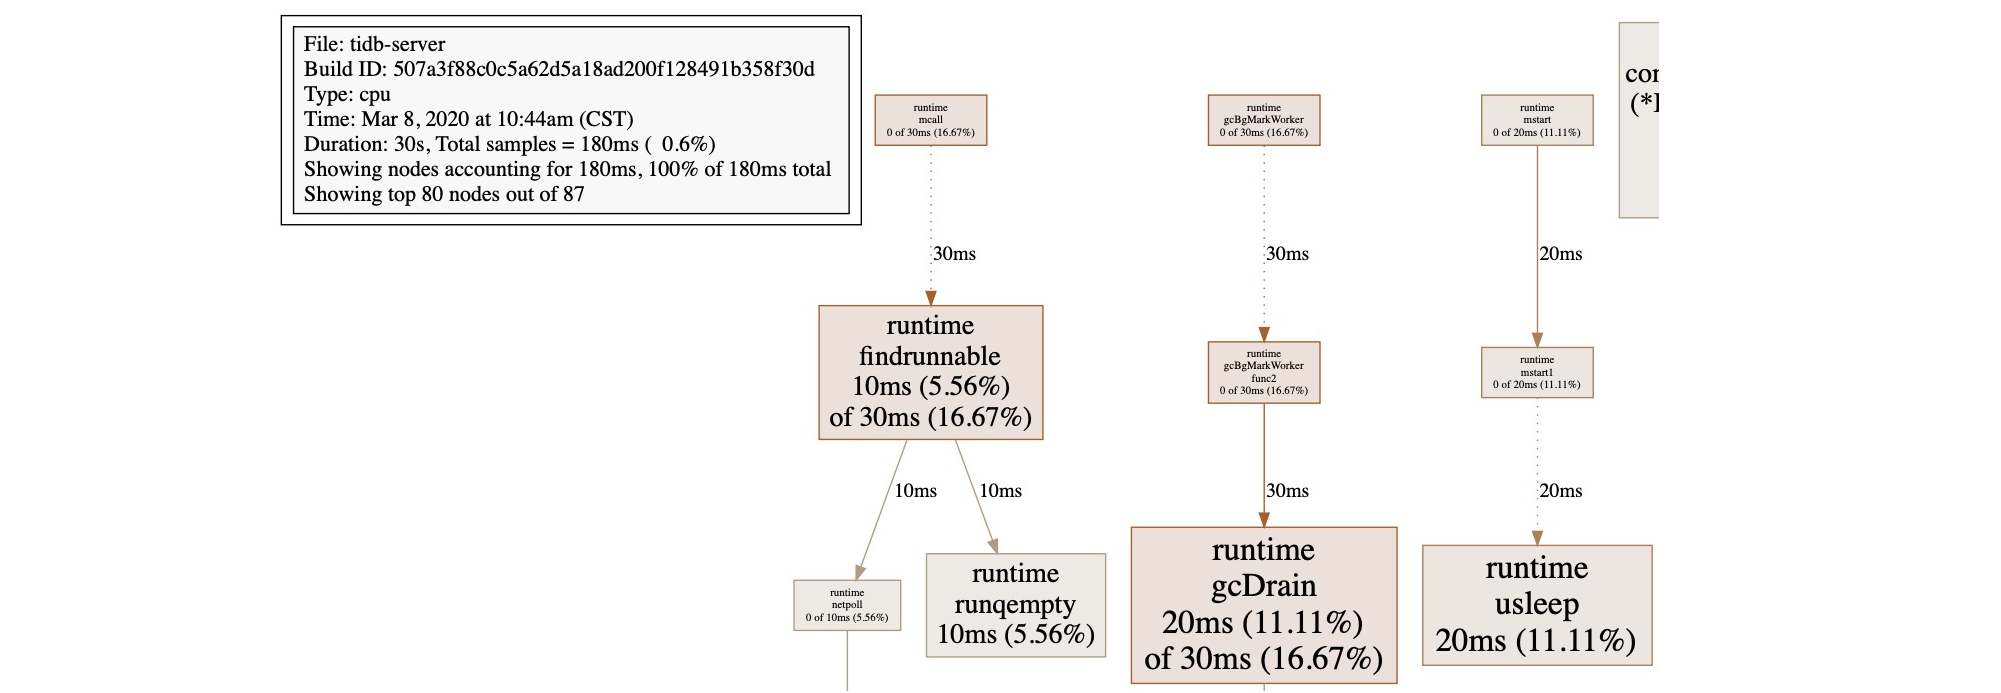 File: tidb-server
Build ID: 507a3f88c0c5a62d5a18ad200f128491b358f30d
Type: cpu
Time: Mar 8, 2020 at 10:44am (CST)
Duration: 30s, Total samples = 180ms (  0.6%)
Showing nodes accounting for 180ms, 100% of 180ms total
Showing top 80 nodes out of 87
runtime
mcall
0 of 30ms (16.67%)
runtime
gcBgMarkWorker
0 of 30ms (16.67%)
runtime
mstart
0 of 20ms (11.11%)
30ms
30ms
20ms
runtime
findrunnable
10ms (5.56%)
of 30ms (16.67%)
runtime
gcBgMarkWorker
func2
0 of 30ms (16.67%)
runtime
mstart1
0 of 20ms (11.11%)
10ms
10ms
30ms
20ms
runtime
netpoll
0 of 10ms (5.56%)
runtime
runqempty
10ms (5.56%)
runtime
gcDrain
20ms (11.11%)
of 30ms (16.67%)
runtime
usleep
20ms (11.11%)